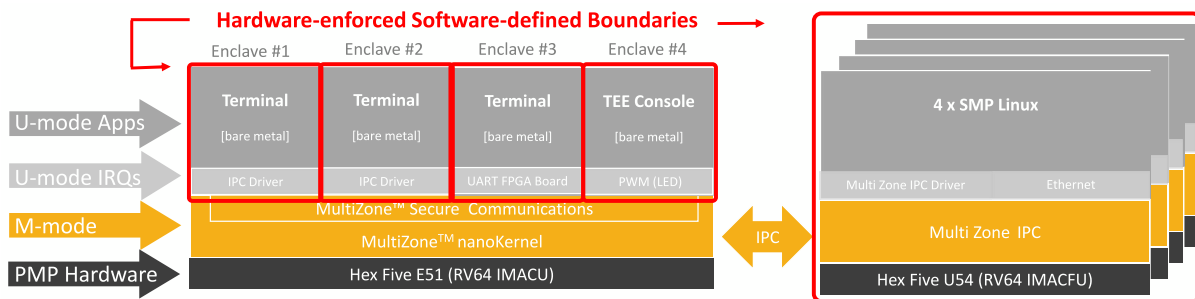 Hardware-enforced Software-defined Boundaries
Enclave #1
Enclave #2
Enclave #3
Enclave #4
Terminal
[bare metal]
IPC Driver
Terminal
[bare metal]
IPC Driver
Terminal
[bare metal]
UART FPGA Board
TEE Console
[bare metal]
PWM (LED)
4 x SMP Linux
U-mode Apps
U-mode IRQs
M-mode
PMP Hardware
MultiZone™ Secure Communications
MultiZone™ nanoKernel
Hex Five E51 (RV64 IMACU)
IPC
Multi Zone IPC Driver
Ethernet
Multi Zone IPC
Hex Five U54 (RV64 IMACFU)